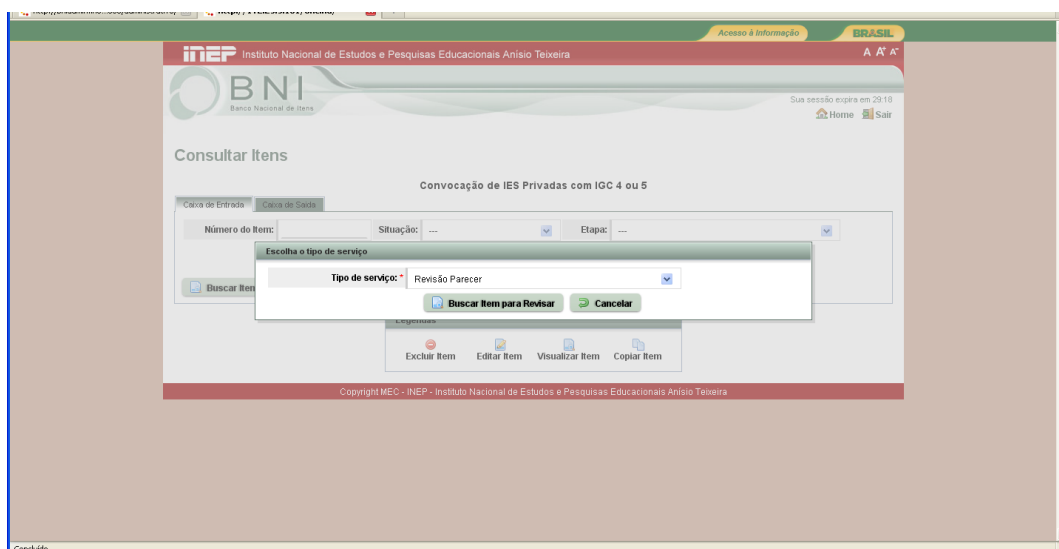 Acesso à Informação
BRASIL
inep Instituto Nacional de Estudos e Pesquisas Educacionais Anísio Teixeira
A A+ A-
BNI
Banco Nacional de Itens
Sua sessão expira em 29:18
Home Sair
Consultar Itens
Convocação de IES Privadas com IGC 4 ou 5
Caixa de Entrada Caixa de Saída
Número do Item: Situação: --- Etapa: ---
Escolha o tipo de serviço
Tipo de serviço: * Revisão Parecer
Buscar Item para Revisar Cancelar
Buscar Iten
Legendas
Excluir Item Editar Item Visualizar Item Copiar Item
Copyright MEC - INEP - Instituto Nacional de Estudos e Pesquisas Educacionais Anísio Teixeira
Concluído